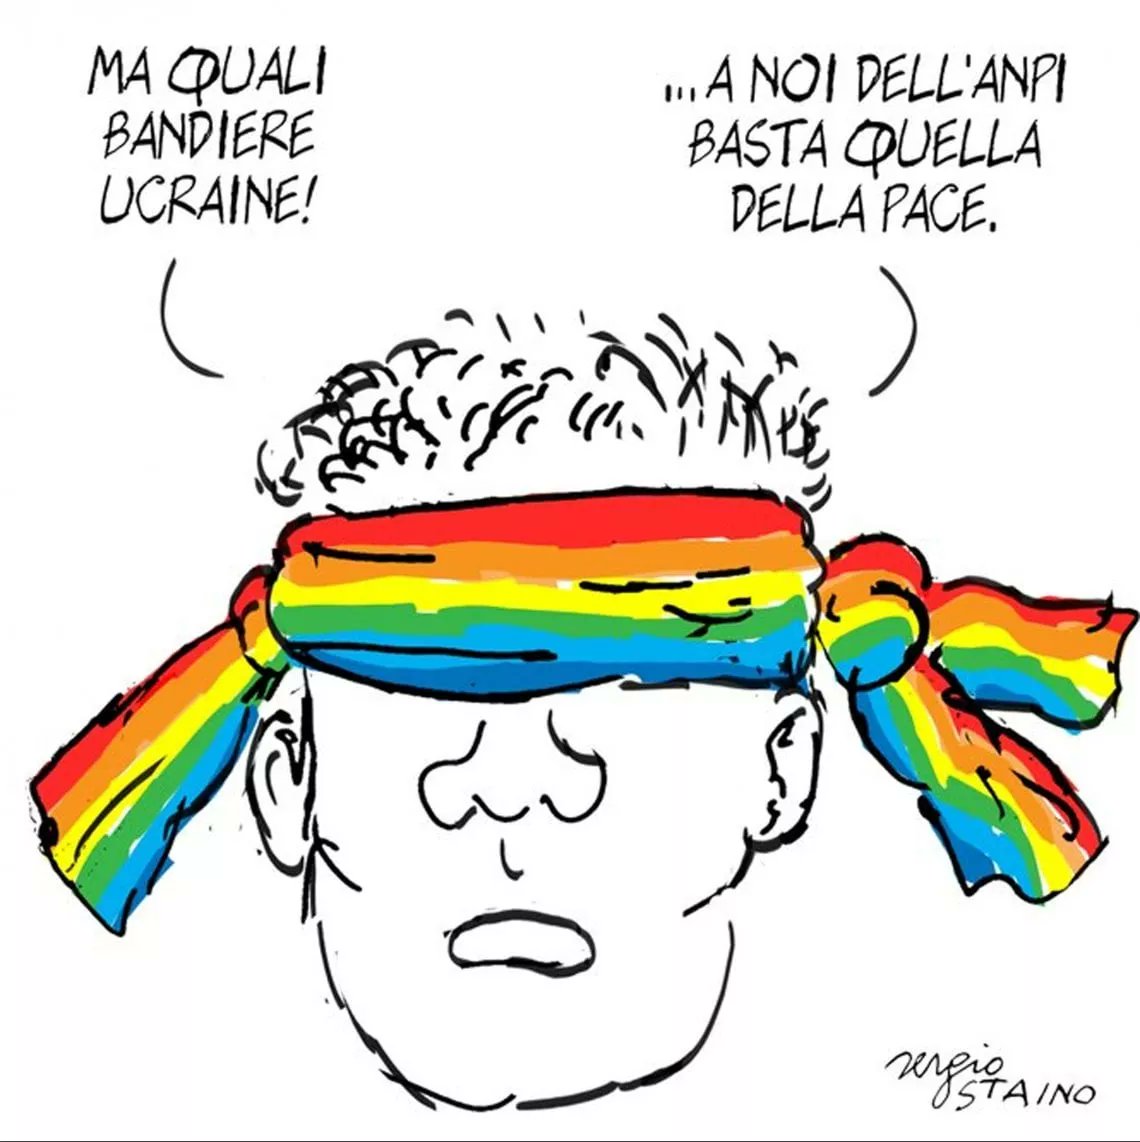 MA QUALI
BANDIERE
UCRAINE!
...A NOI DELL'ANPI
BASTA QUELLA
DELLA PACE.
sergio
STAINO